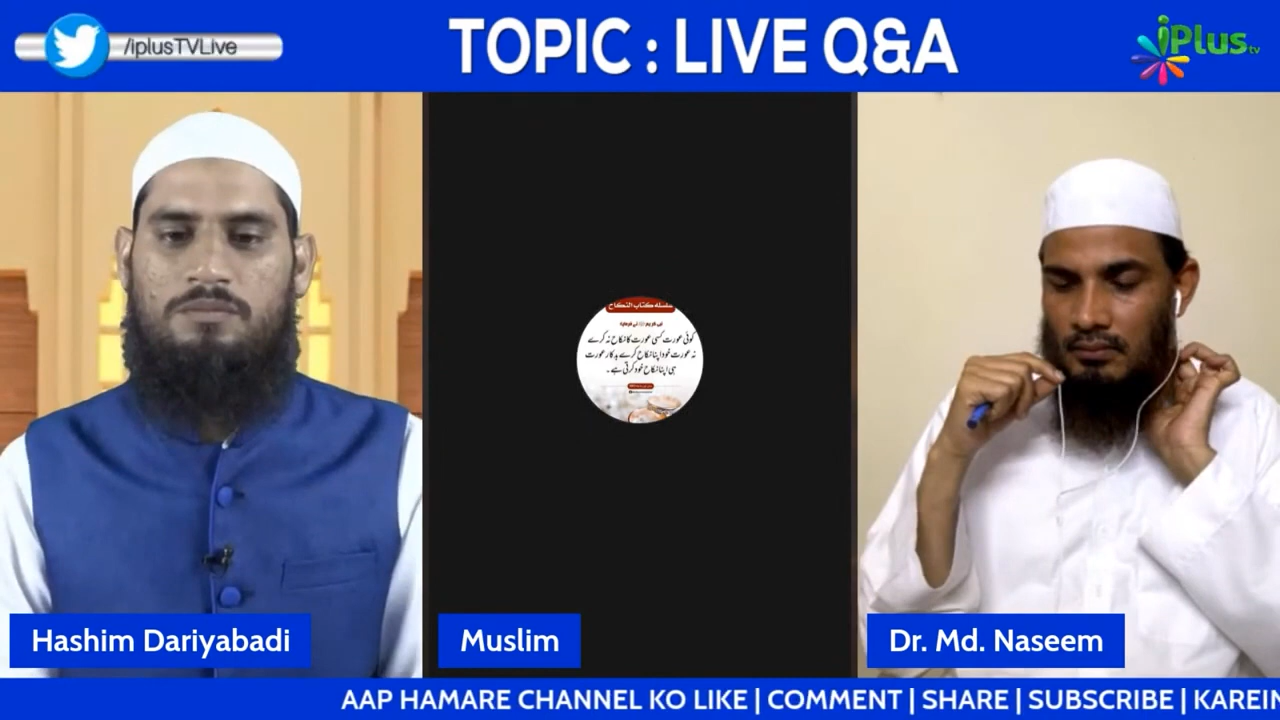 /iplusTVLive
TOPIC : LIVE Q&A
iPlus tv
سلسلہ کتاب النکاح
کوئی عورت کسی عورت کا نکاح نہ کرے
نہ عورت خود اپنا نکاح کرے بدکار عورت
ہی اپنا نکاح خود کرتی ہے۔
Hashim Dariyabadi
Muslim
Dr. Md. Naseem
AAP HAMARE CHANNEL KO LIKE | COMMENT | SHARE | SUBSCRIBE | KAREIN